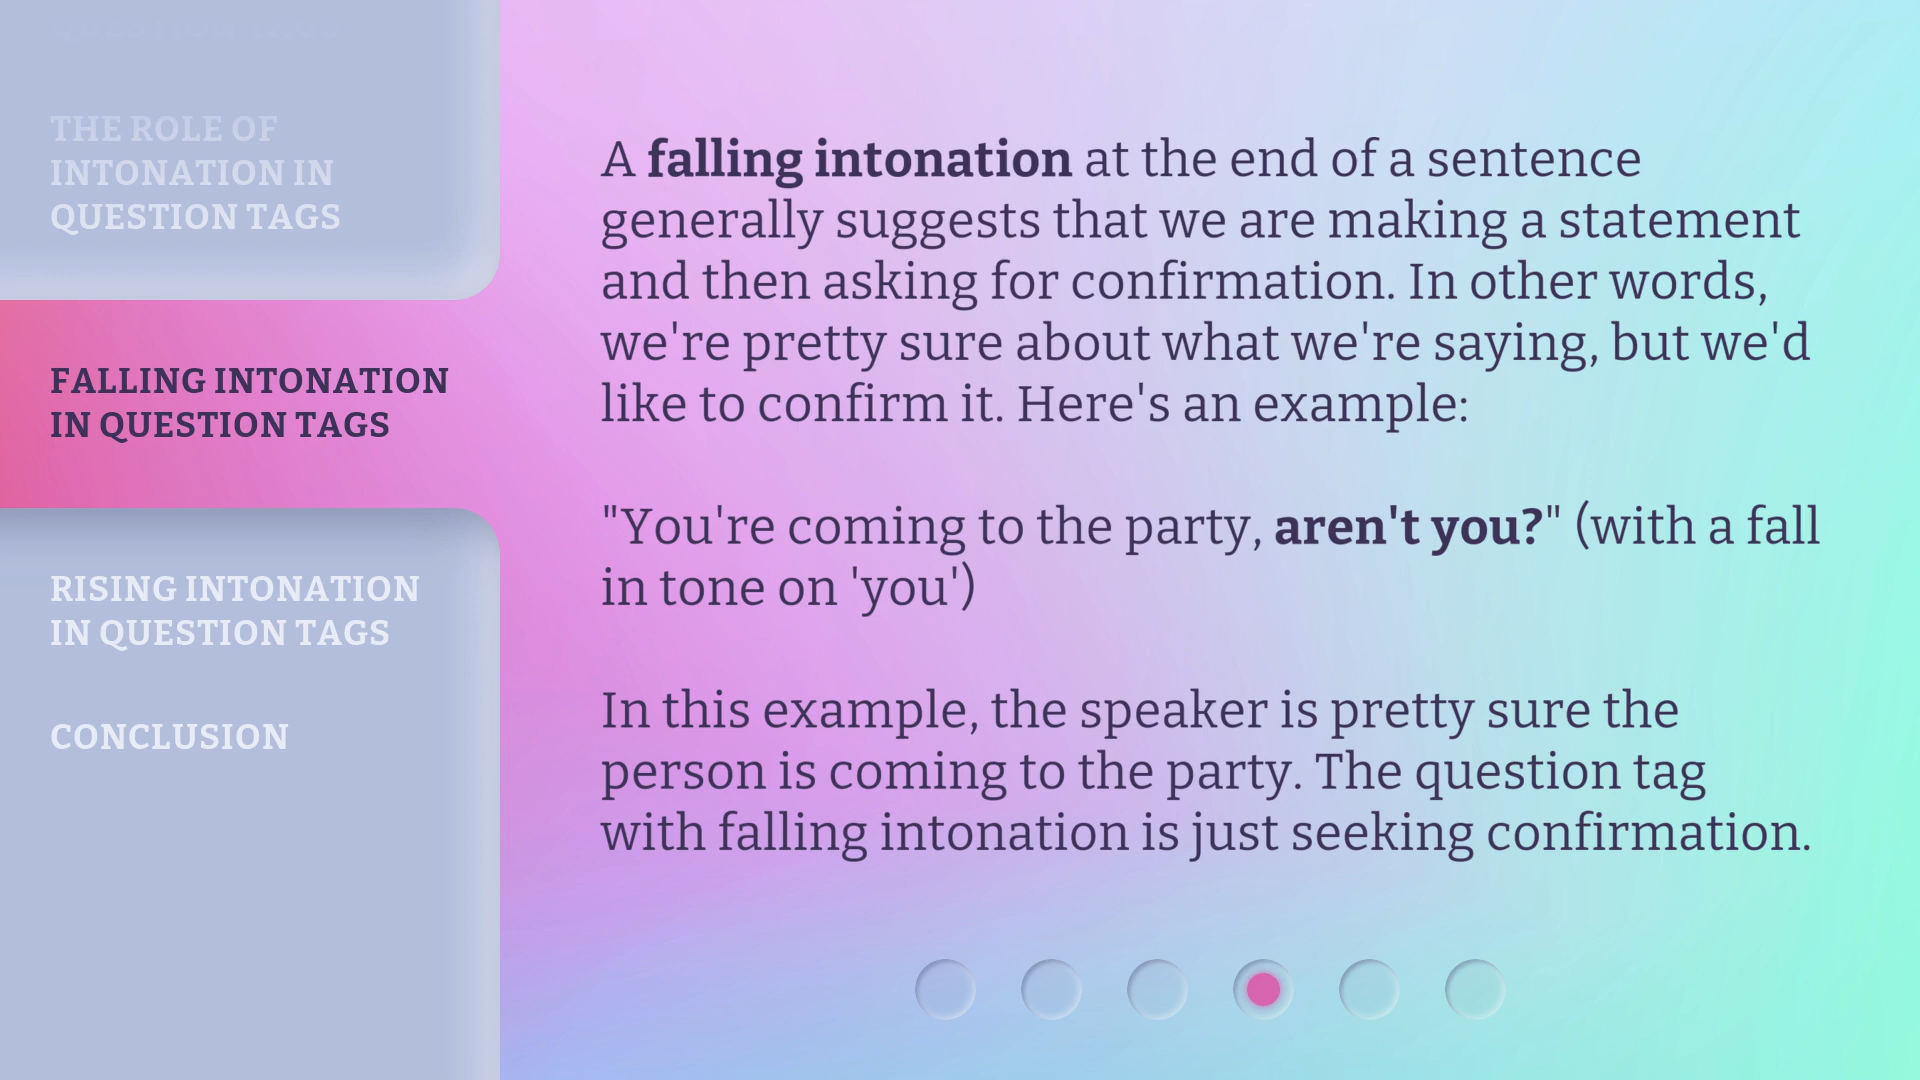 THE ROLE OF
INTONATION IN
QUESTION TAGS
FALLING INTONATION
IN QUESTION TAGS
RISING INTONATION
IN QUESTION TAGS
CONCLUSION
A falling intonation at the end of a sentence
generally suggests that we are making a statement
and then asking for confirmation. In other words,
we're pretty sure about what we're saying, but we'd
like to confirm it. Here's an example:
"You're coming to the party, aren't you?" (with a fall
in tone on 'you')
In this example, the speaker is pretty sure the
person is coming to the party. The question tag
with falling intonation is just seeking confirmation.